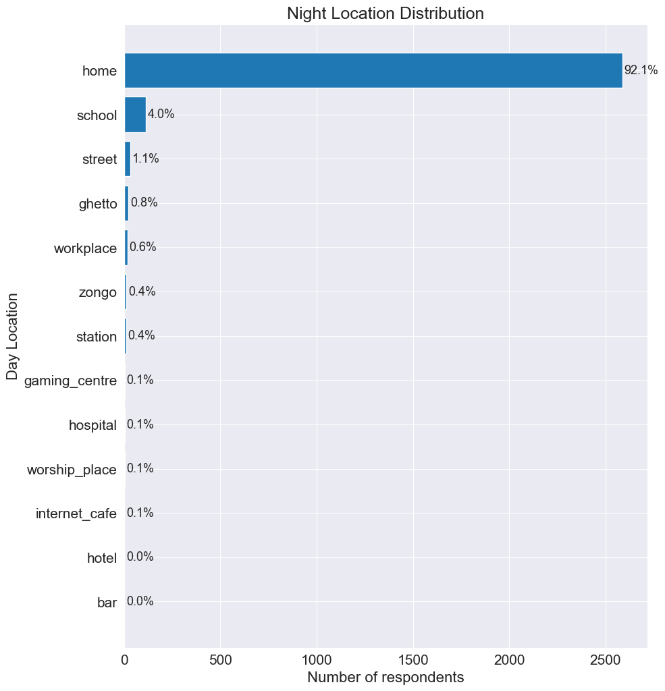 Night Location Distribution
home 92.1%
school 4.0%
street 1.1%
ghetto 0.8%
workplace 0.6%
zongo 0.4%
station 0.4%
gaming_centre 0.1%
hospital 0.1%
worship_place 0.1%
internet_cafe 0.1%
hotel 0.0%
bar 0.0%
Day Location
0 500 1000 1500 2000 2500
Number of respondents